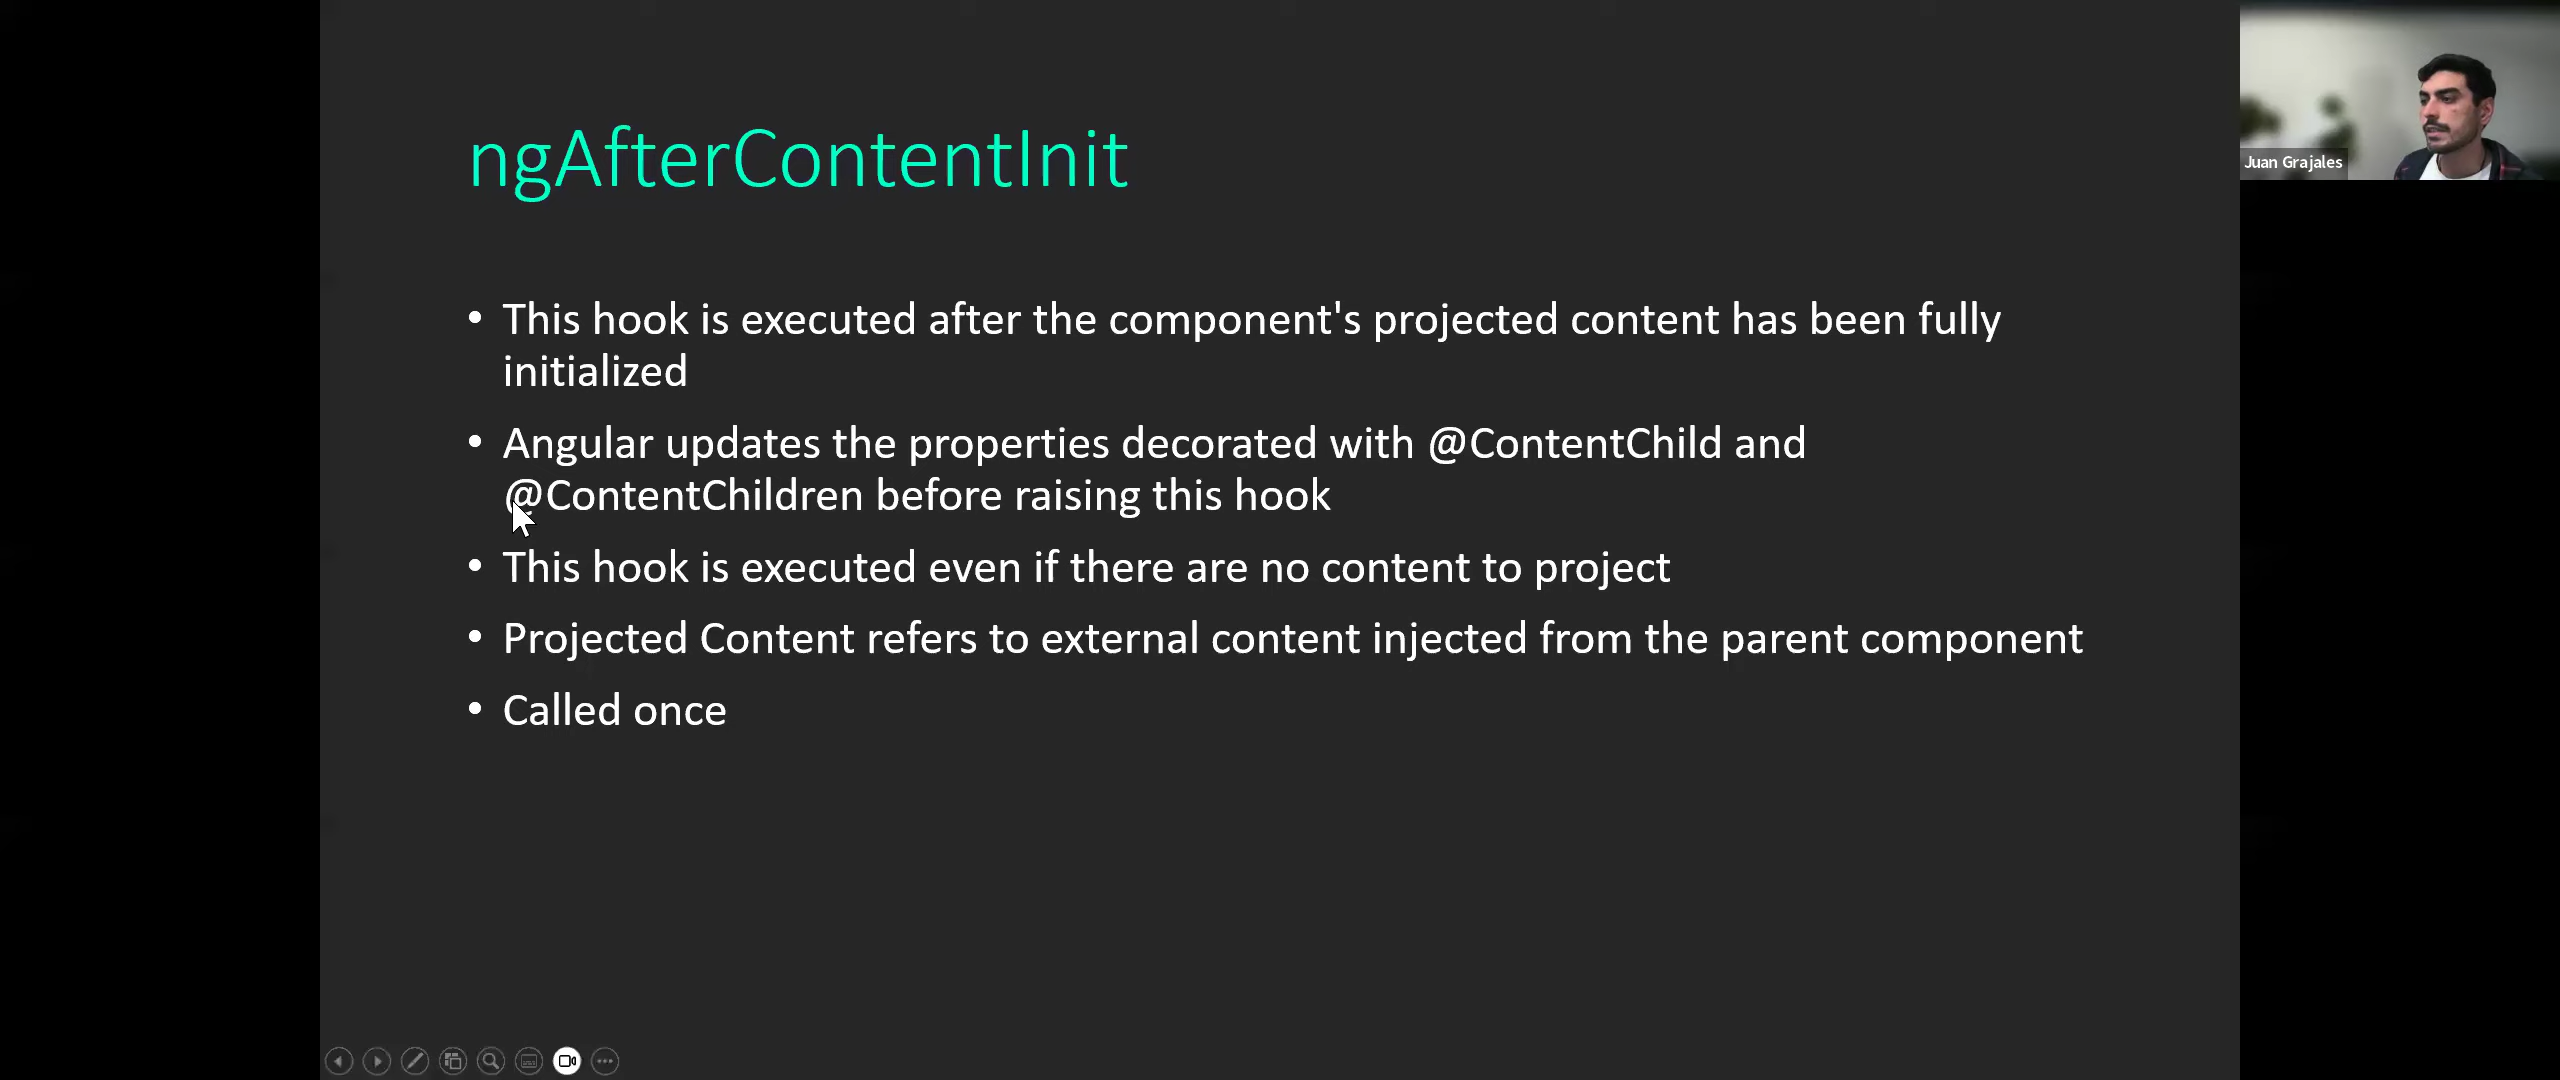 ngAfterContentInit
• This hook is executed after the component's projected content has been fully
initialized
• Angular updates the properties decorated with @ContentChild and
@ContentChildren before raising this hook
• This hook is executed even if there are no content to project
• Projected Content refers to external content injected from the parent component
• Called once
Juan Grajales